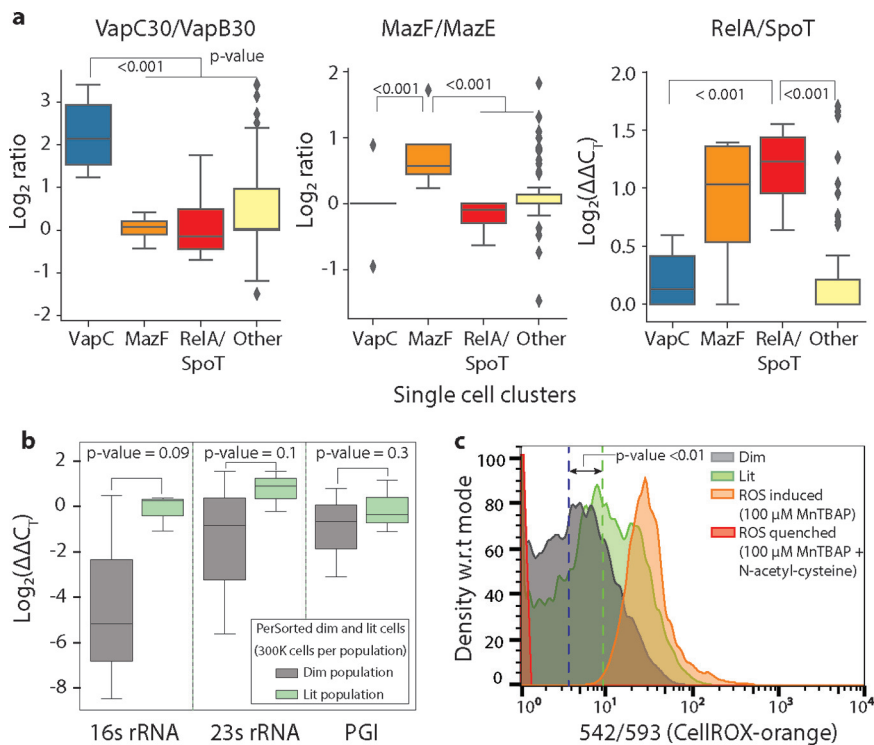 a
VapC30/VapB30
MazF/MazE
RelA/SpoT
p-value
<0.001
<0.001
<0.001
< 0.001
<0.001
Log2 ratio
3
2
1
0
-1
-2
VapC
MazF
RelA/
SpoT
Other
Log2 ratio
2
1
0
-1
VapC
MazF
RelA/
SpoT
Other
Log2(ΔΔCT)
2.0
1.5
1.0
0.5
0.0
VapC
MazF
RelA/
SpoT
Other
Single cell clusters
b
p-value = 0.09
p-value = 0.1
p-value = 0.3
Log2(ΔΔCT)
2
0
-2
-4
-6
-8
PerSorted dim and lit cells
(300K cells per population)
Dim population
Lit population
16s rRNA
23s rRNA
PGI
c
p-value <0.01
Dim
Lit
ROS induced
(100 μM MnTBAP)
ROS quenched
(100 μM MnTBAP +
N-acetyl-cysteine)
Density w.r.t mode
100
80
60
40
20
0
10^0
10^1
10^2
10^3
10^4
542/593 (CellROX-orange)